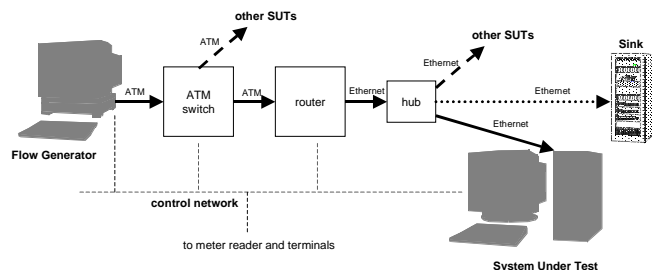 other SUTs
other SUTs
Sink
ATM
Ethernet
ATM
ATM
switch
ATM
router
Ethernet
hub
Ethernet
Ethernet
Flow Generator
control network
to meter reader and terminals
System Under Test